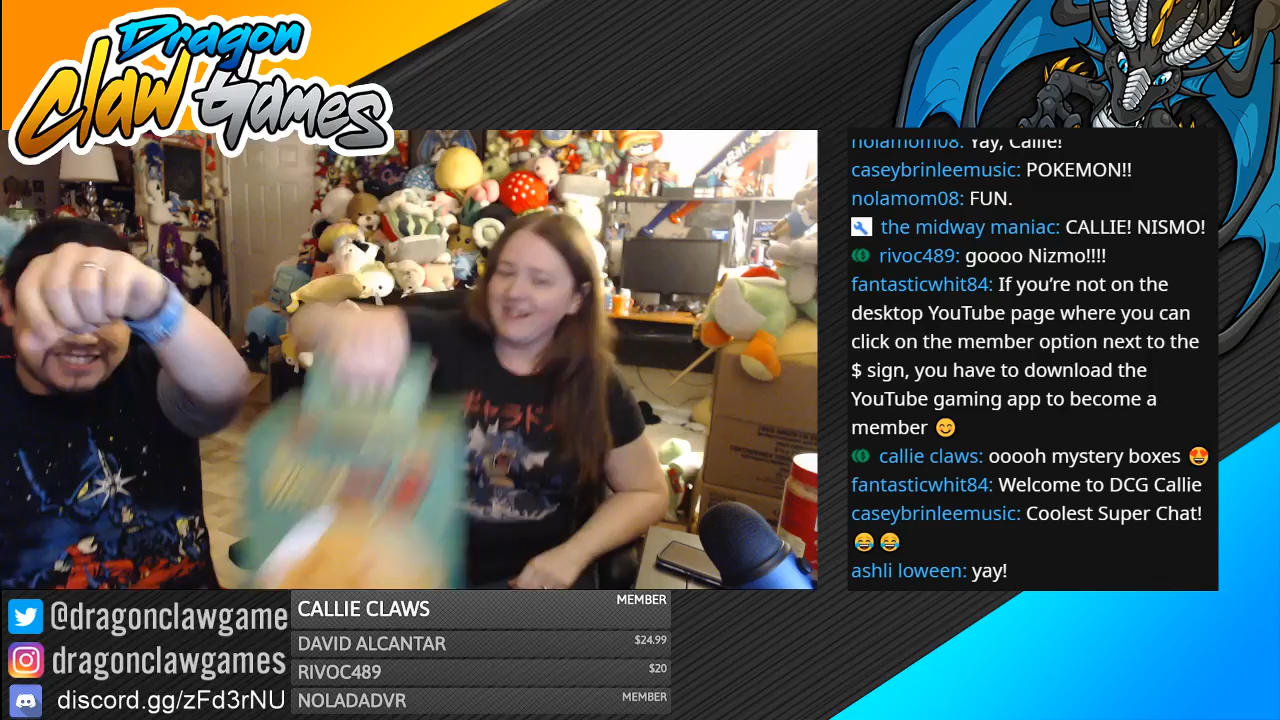 Dragon
Claw Games
nolamom08: Yay, Callie!
caseybrinleemusic: POKEMON!!
nolamom08: FUN.
the midway maniac: CALLIE! NISMO!
rivoc489: goooo Nizmo!!!!
fantasticwhit84: If you’re not on the
desktop YouTube page where you can
click on the member option next to the
$ sign, you have to download the
YouTube gaming app to become a
member 😊
callie claws: ooooh mystery boxes 😍
fantasticwhit84: Welcome to DCG Callie
caseybrinleemusic: Coolest Super Chat!
😂 😂
ashli loween: yay!
@dragonclawgame
dragonclawgames
discord.gg/zFd3rNU
CALLIE CLAWS MEMBER
DAVID ALCANTAR $24.99
RIVOC489 $20
NOLADADVR MEMBER